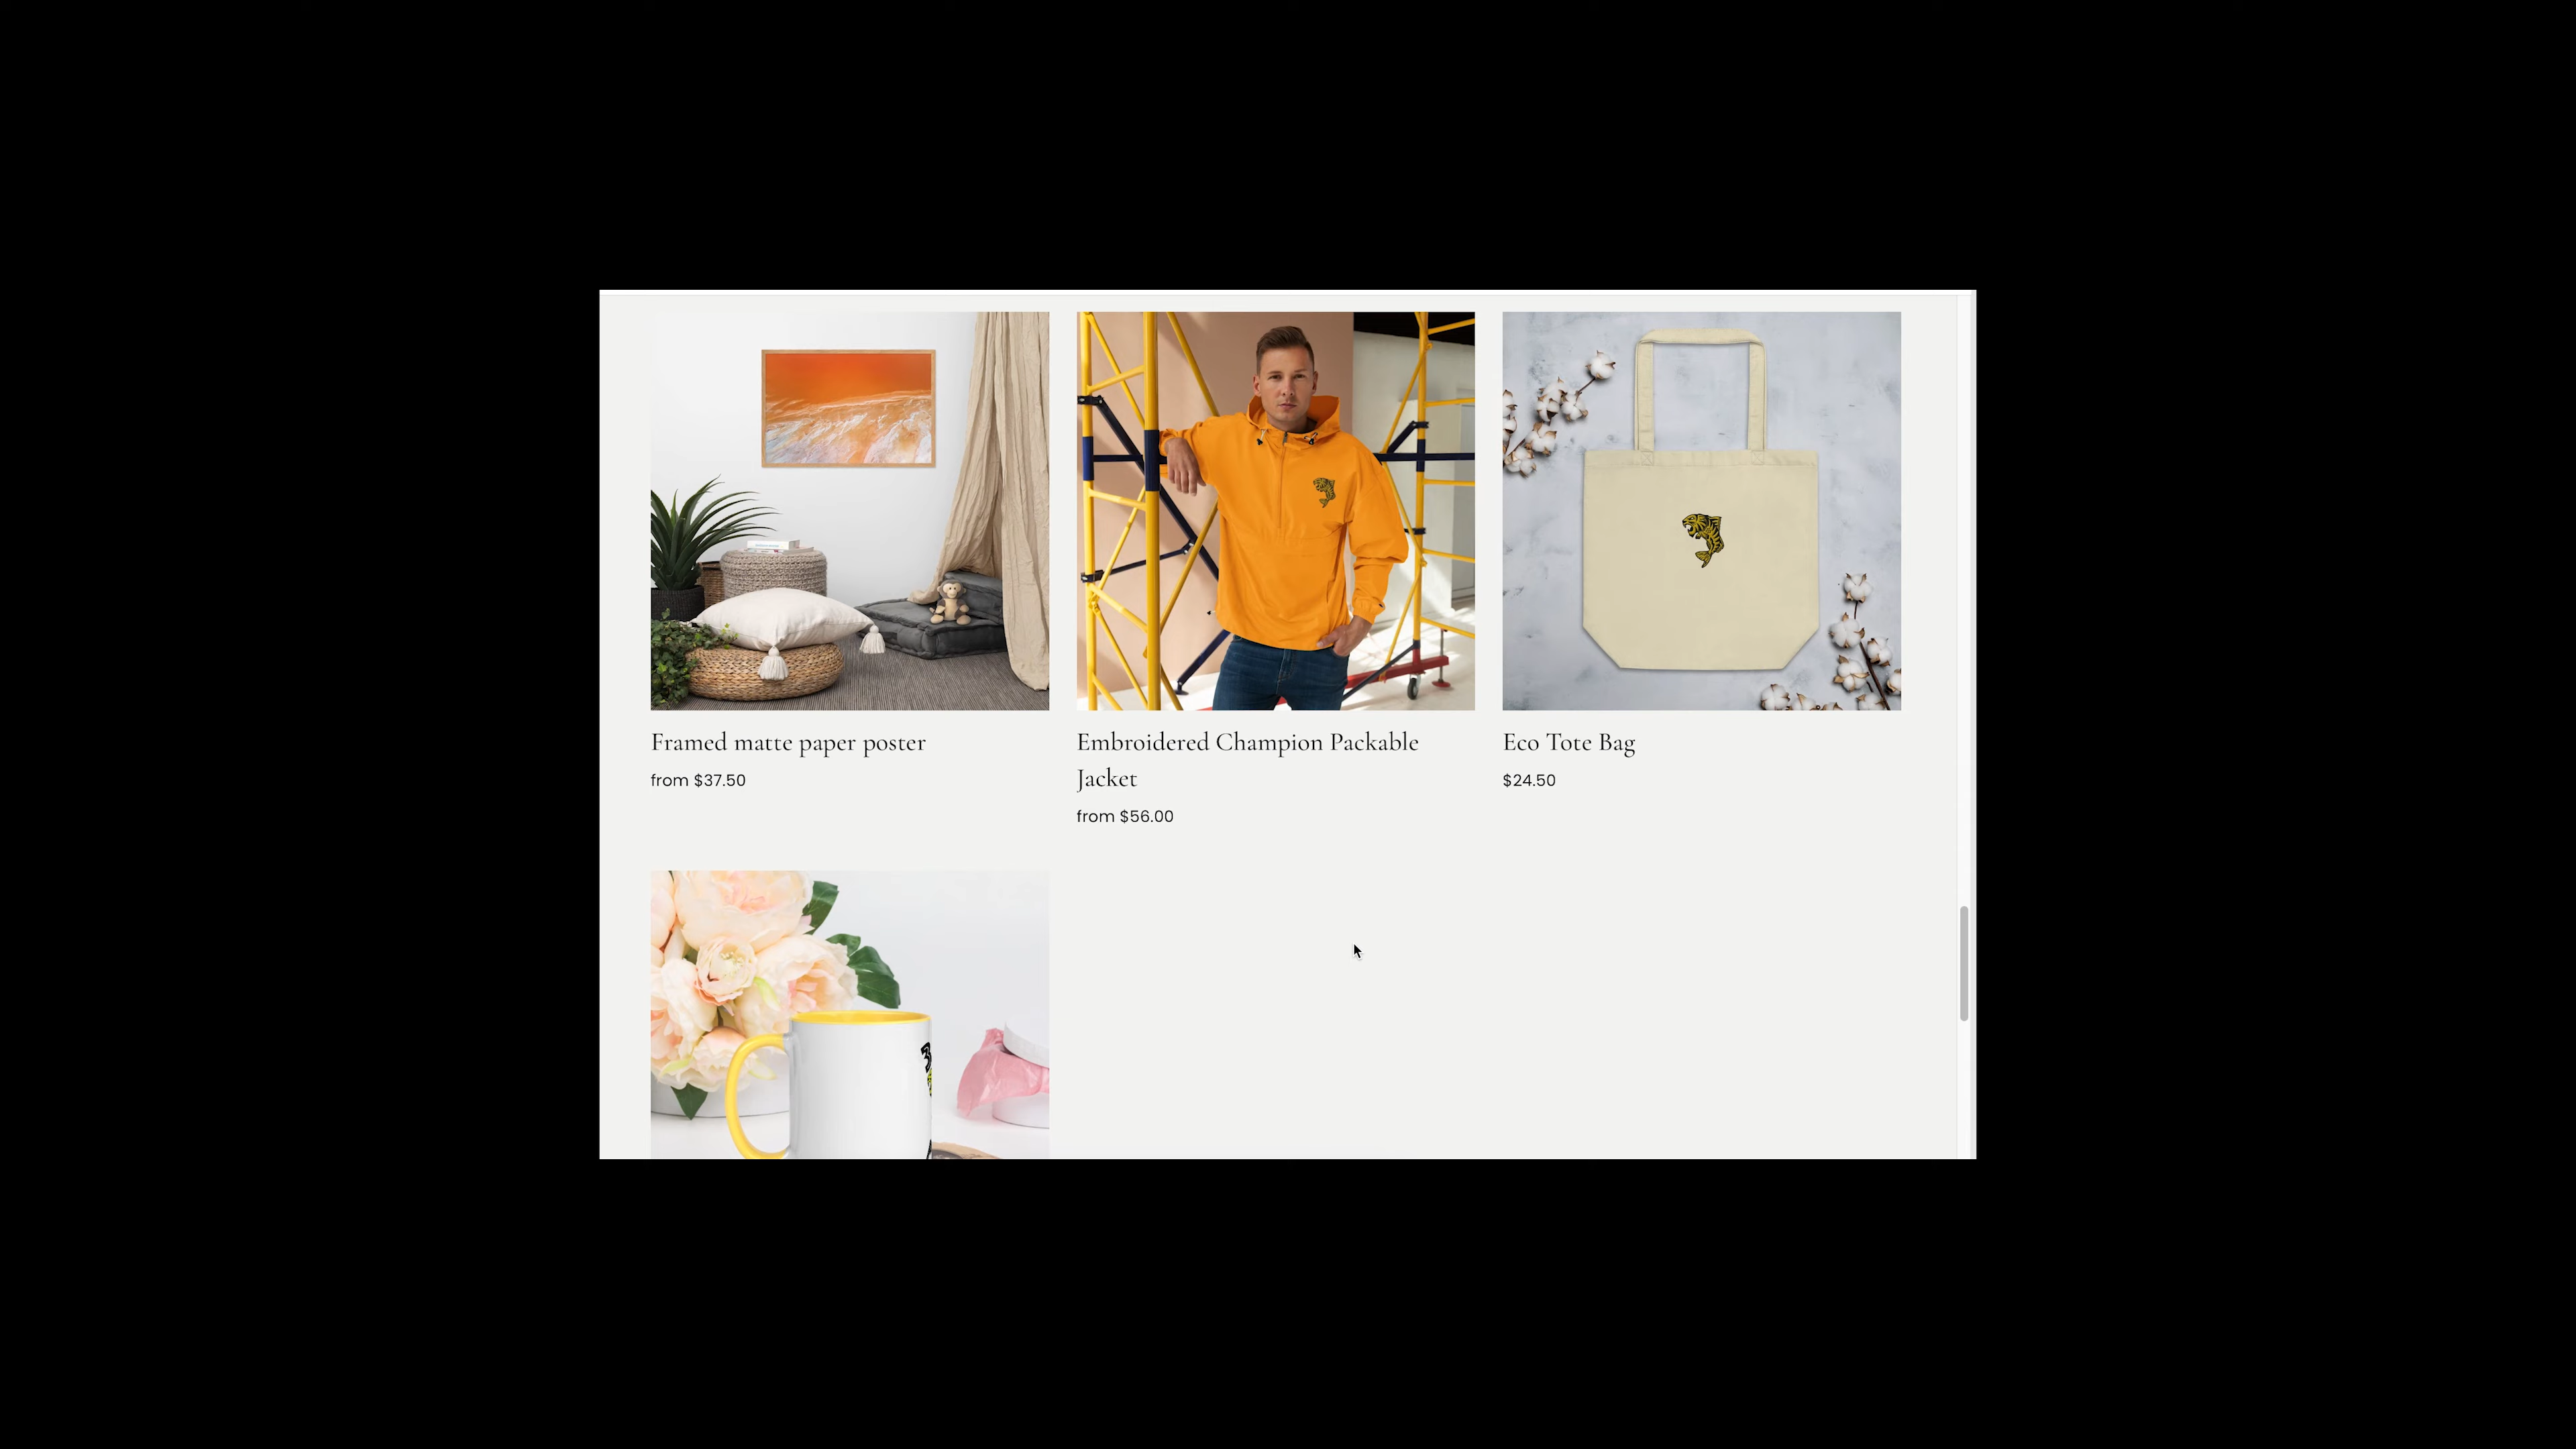 Framed matte paper poster
from $37.50
Embroidered Champion Packable
Jacket
from $56.00
Eco Tote Bag
$24.50